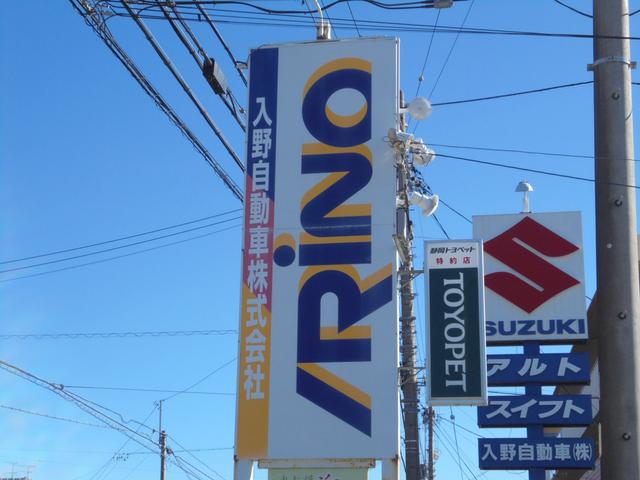 入野自動車株式会社
IRINO
静岡トヨペット
特約店
TOYOPET
SUZUKI
アルト
スイフト
入野自動車㈱